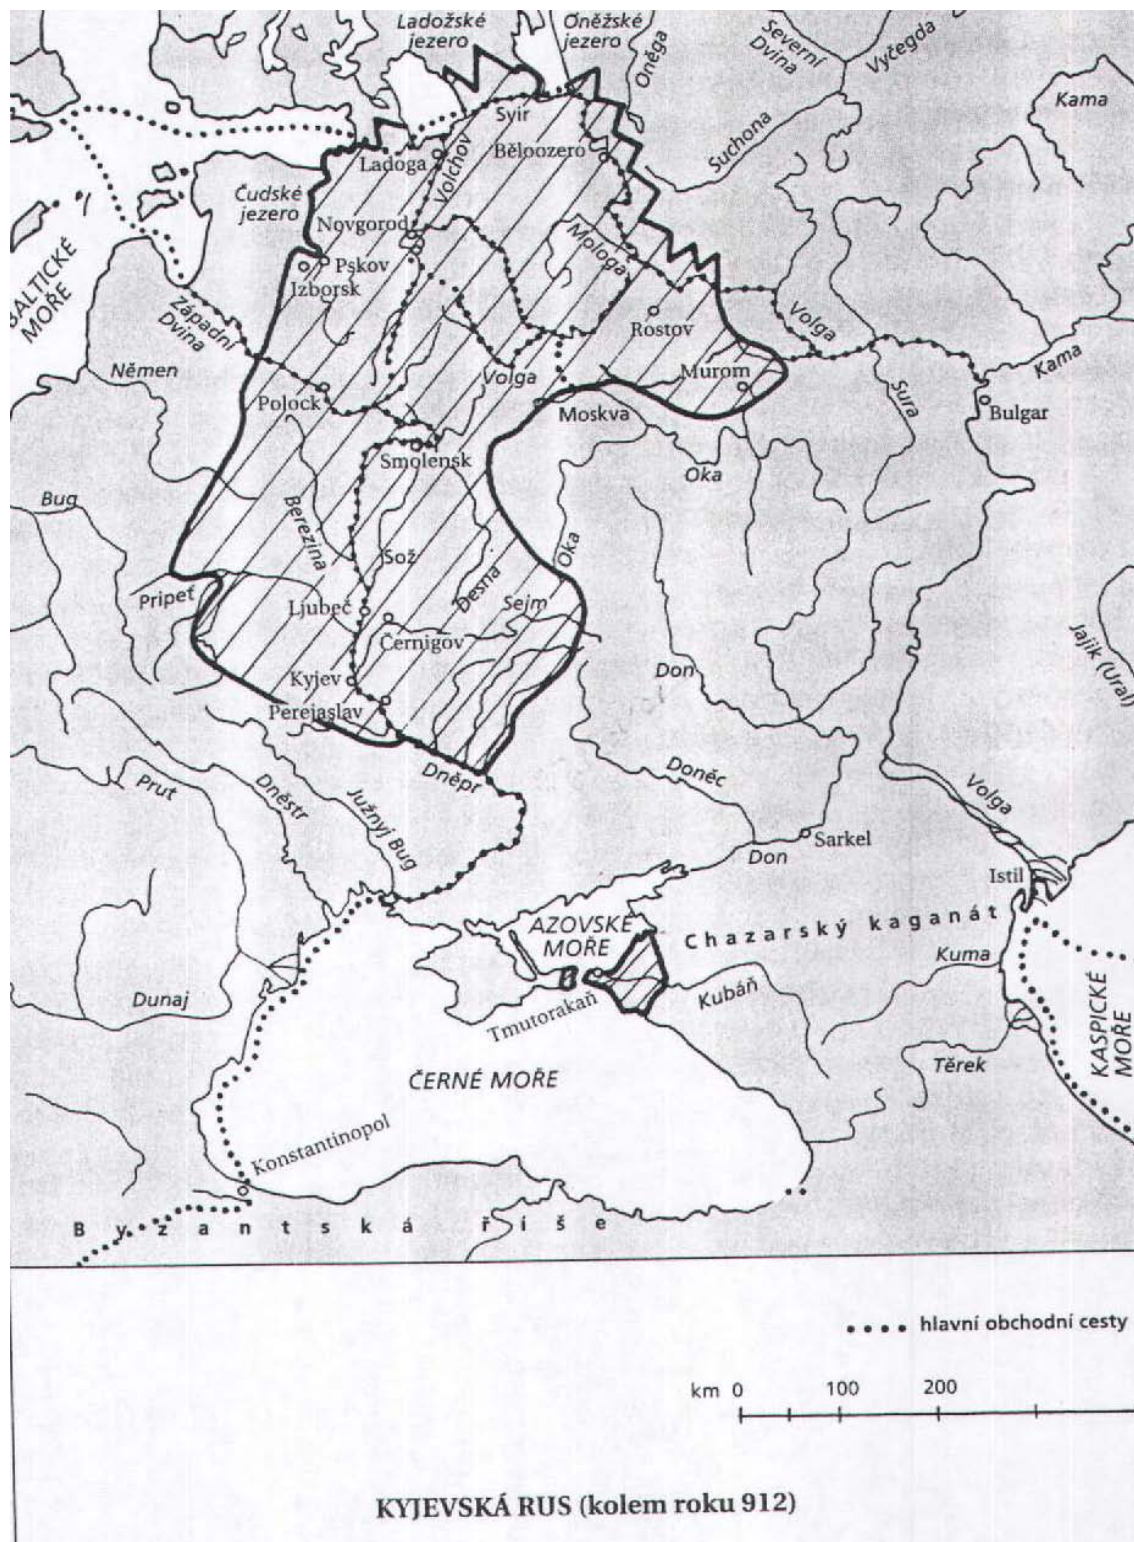 Ladožské
jezero
Oněžské
jezero
Oněga
Severní
Dvina
Vyčegda
Kama
Suchona
Syir
Běloozero
Ladoga
Volchov
Čudské
jezero
Novgorod
Mologa
Pskov
Izborsk
BALTICKÉ
MOŘE
Západní
Dvina
Rostov
Volga
Němen
Volga
Murom
Kama
Polock
Moskva
Sura
Bulgar
Smolensk
Oka
Bug
Berezina
Sož
Oka
Desna
Pripeť
Ljubeč
Sejm
Černigov
Jajik (Ural)
Kyjev
Don
Perejaslav
Dněpr
Doněc
Prut
Dněstr
Južnyj Bug
Volga
Sarkel
Don
Istil
AZOVSKÉ
MOŘE
Chazarský kaganát
Kuma
Dunaj
Tmutorakaň
Kubáň
KASPICKÉ
MOŘE
Těrek
ČERNÉ MOŘE
Konstantinopol
Byzantská říše
hlavní obchodní cesty
km 0 100 200
KYJEVSKÁ RUS (kolem roku 912)